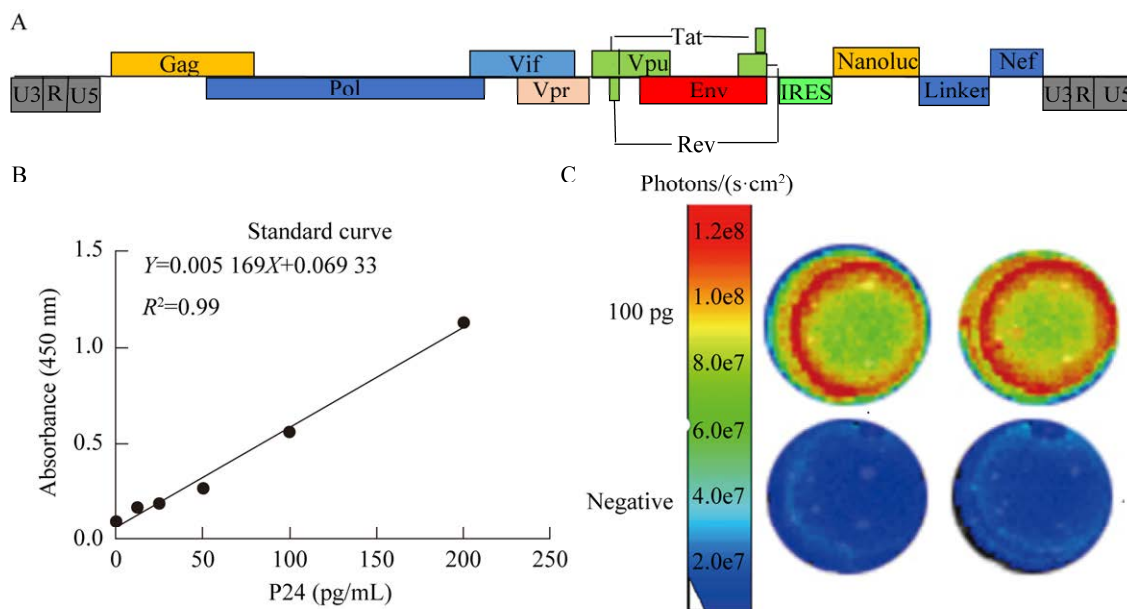 A
Tat
Gag
Vif
Vpu
Nanoluc
Nef
U3 R U5
Pol
Vpr
Env
IRES
Linker
U3 R U5
Rev
B
Standard curve
Y=0.005 169X+0.069 33
R²=0.99
1.5
1.0
0.5
0.0
Absorbance (450 nm)
0 50 100 150 200 250
P24 (pg/mL)
C
Photons/(s·cm²)
1.2e8
1.0e8
8.0e7
6.0e7
4.0e7
2.0e7
100 pg
Negative